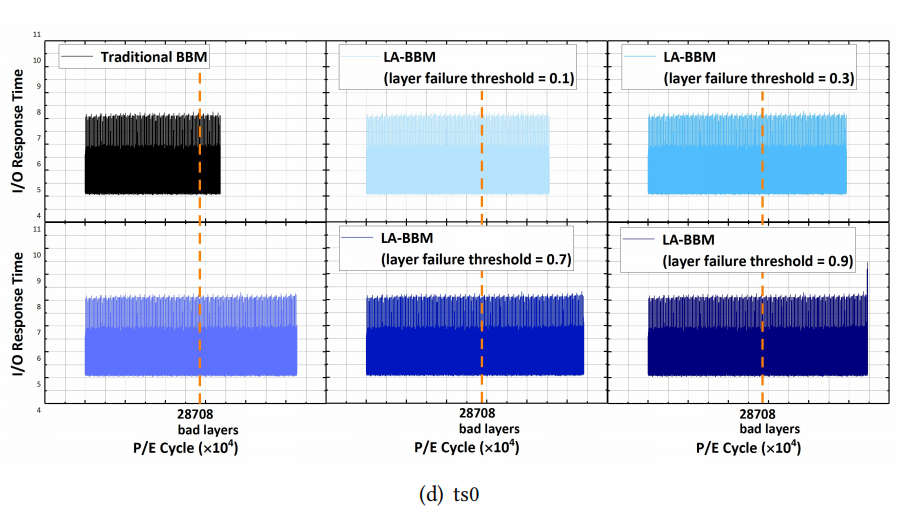 11
10
9
8
7
6
5
4
I/O Response Time
Traditional BBM
LA-BBM
(layer failure threshold = 0.1)
LA-BBM
(layer failure threshold = 0.3)
11
10
9
8
7
6
5
4
I/O Response Time
LA-BBM
(layer failure threshold = 0.7)
LA-BBM
(layer failure threshold = 0.9)
28708
bad layers
P/E Cycle (×10⁴)
28708
bad layers
P/E Cycle (×10⁴)
28708
bad layers
P/E Cycle (×10⁴)
(d) ts0